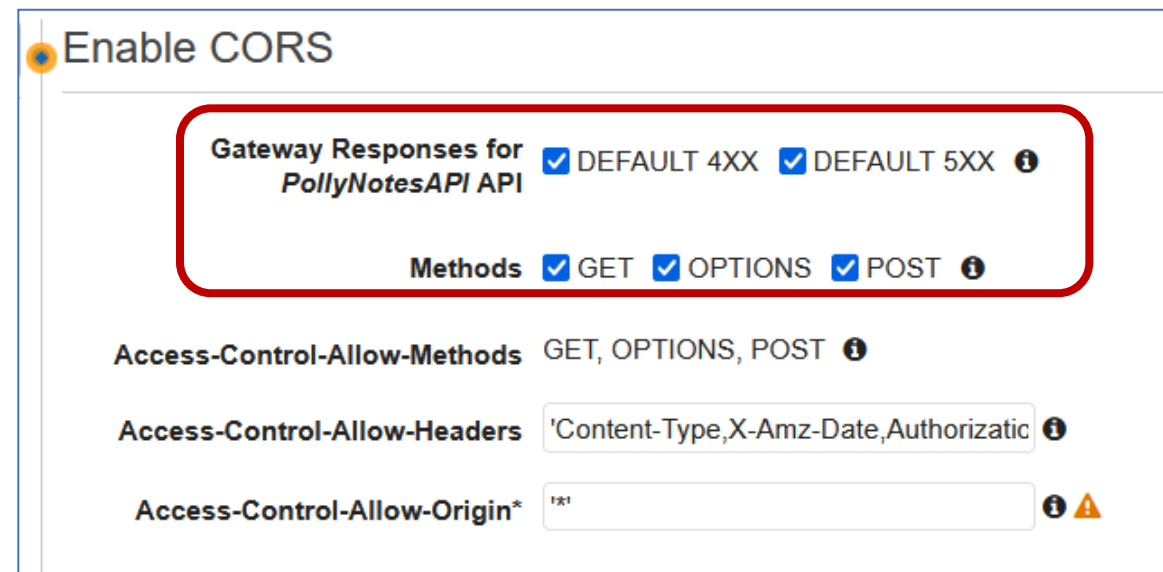 Enable CORS
Gateway Responses for
PollyNotesAPI API
DEFAULT 4XX DEFAULT 5XX
Methods GET OPTIONS POST
Access-Control-Allow-Methods GET, OPTIONS, POST
Access-Control-Allow-Headers 'Content-Type,X-Amz-Date,Authorizatic
Access-Control-Allow-Origin* '*'